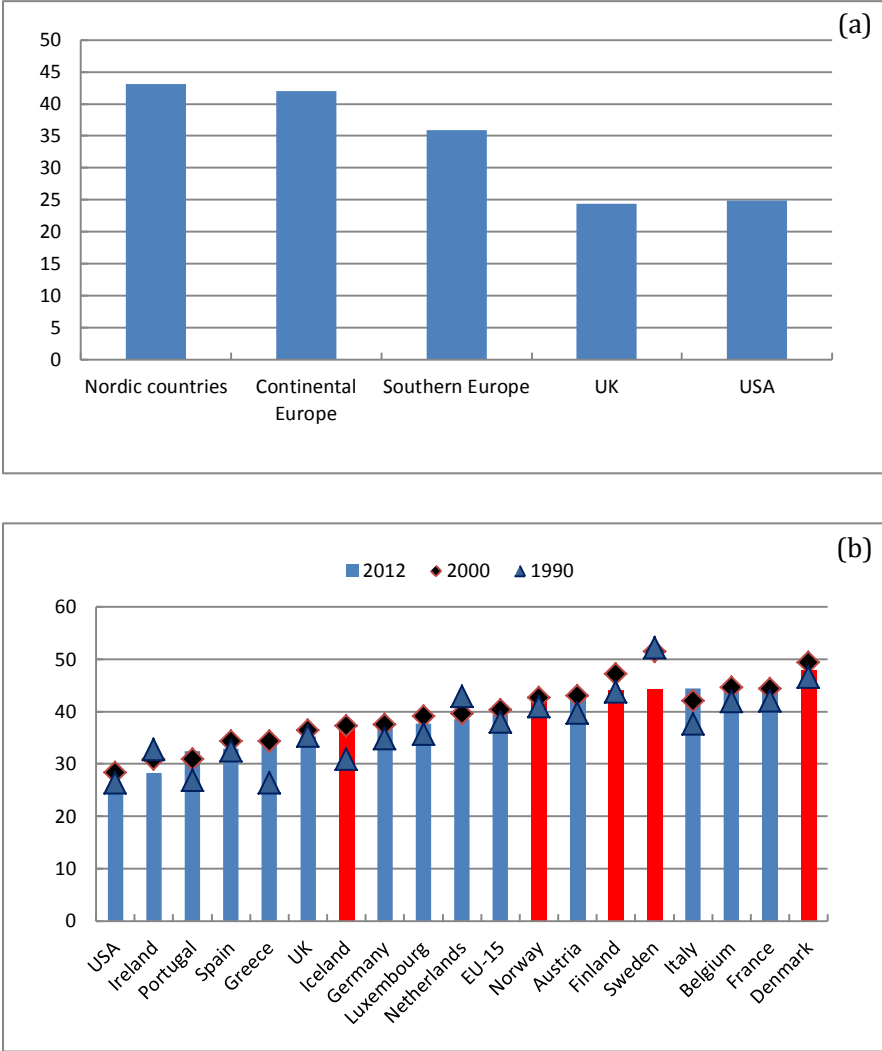 (a)
50
45
40
35
30
25
20
15
10
5
0
Nordic countries
Continental
Europe
Southern Europe
UK
USA
(b)
2012 2000 1990
60
50
40
30
20
10
0
USA
Ireland
Portugal
Spain
Greece
UK
Iceland
Germany
Luxembourg
Netherlands
EU-15
Norway
Austria
Finland
Sweden
Italy
Belgium
France
Denmark